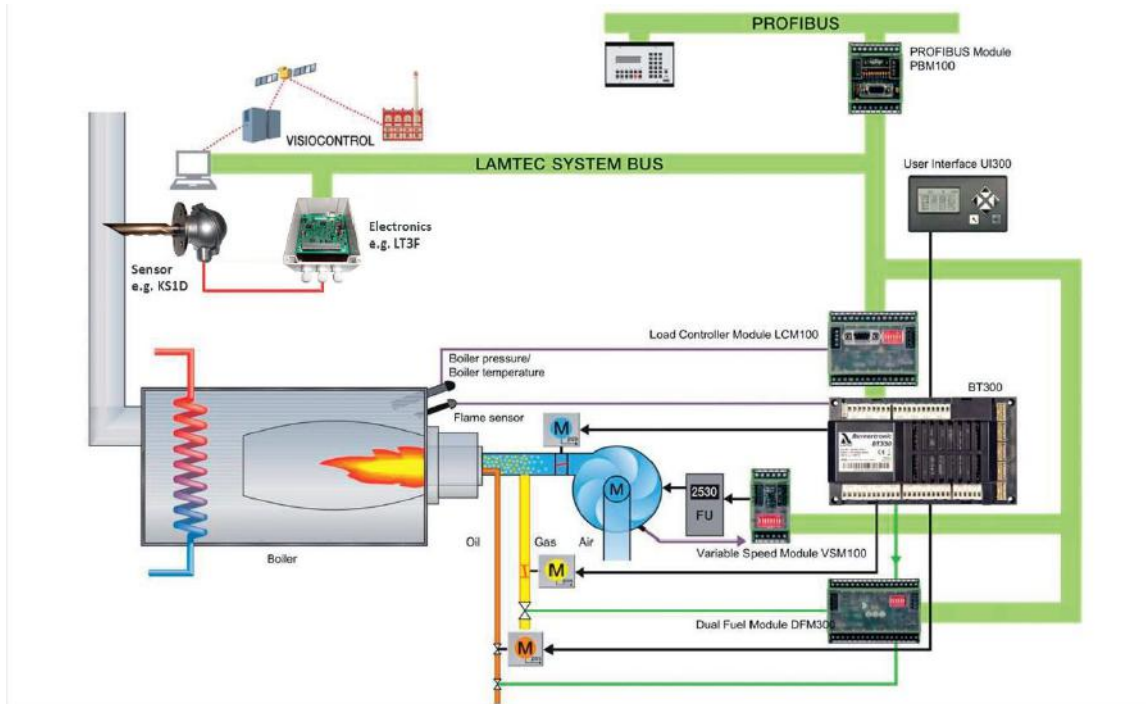 PROFIBUS
PROFIBUS Module
PBM100
VISIOCONTROL
LAMTEC SYSTEM BUS
User Interface UI300
Electronics
e.g. LT3F
Sensor
e.g. KS1D
Load Controller Module LCM100
Boiler pressure/
Boiler temperature
BT300
Flame sensor
M
Burnertronic
BT300
M
2530
FU
Oil
Gas
Air
Variable Speed Module VSM100
Boiler
M
Dual Fuel Module DFM300
M